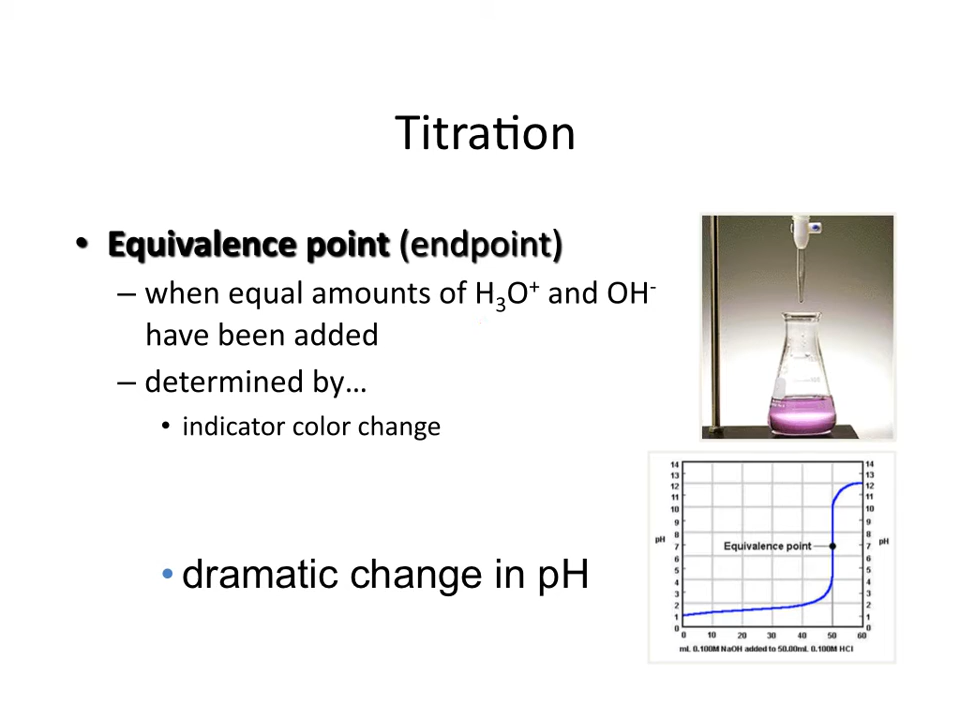 Titration
• Equivalence point (endpoint)
– when equal amounts of H₃O⁺ and OH⁻
have been added
– determined by…
• indicator color change
• dramatic change in pH
14 14
13 13
12 12
11 11
10 10
9 9
8 8
pH Equivalence point pH
7 7
6 6
5 5
4 4
3 3
2 2
1 1
0 0
0 10 20 30 40 50 60
mL 0.100M NaOH added to 50.00mL 0.100M HCl